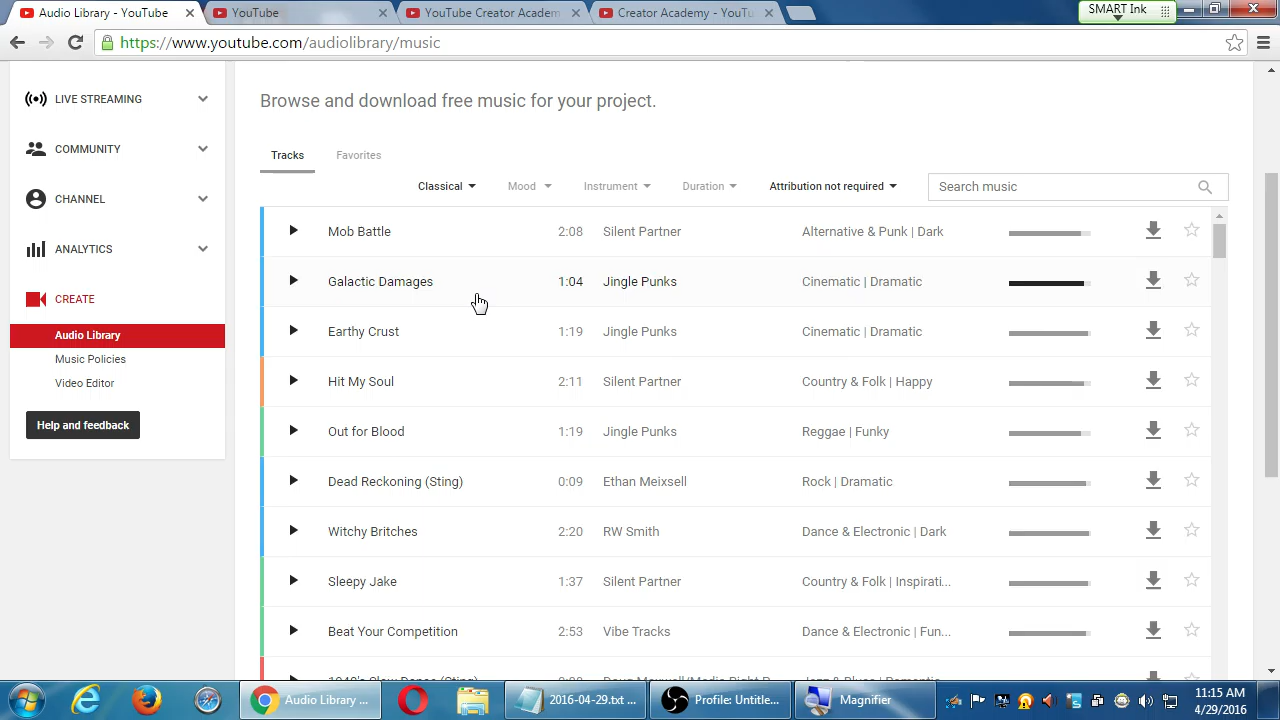 Audio Library - YouTube
YouTube
YouTube Creator Academ
Creator Academy - YouTu
SMART Ink
https://www.youtube.com/audiolibrary/music
LIVE STREAMING
COMMUNITY
CHANNEL
ANALYTICS
CREATE
Audio Library
Music Policies
Video Editor
Help and feedback
Browse and download free music for your project.
Tracks Favorites
Classical Mood Instrument Duration Attribution not required Search music
Mob Battle 2:08 Silent Partner Alternative & Punk | Dark
Galactic Damages 1:04 Jingle Punks Cinematic | Dramatic
Earthy Crust 1:19 Jingle Punks Cinematic | Dramatic
Hit My Soul 2:11 Silent Partner Country & Folk | Happy
Out for Blood 1:19 Jingle Punks Reggae | Funky
Dead Reckoning (Sting) 0:09 Ethan Meixsell Rock | Dramatic
Witchy Britches 2:20 RW Smith Dance & Electronic | Dark
Sleepy Jake 1:37 Silent Partner Country & Folk | Inspirati...
Beat Your Competition 2:53 Vibe Tracks Dance & Electronic | Fun...
Audio Library ...
2016-04-29.txt ...
Profile: Untitle...
Magnifier
11:15 AM
4/29/2016